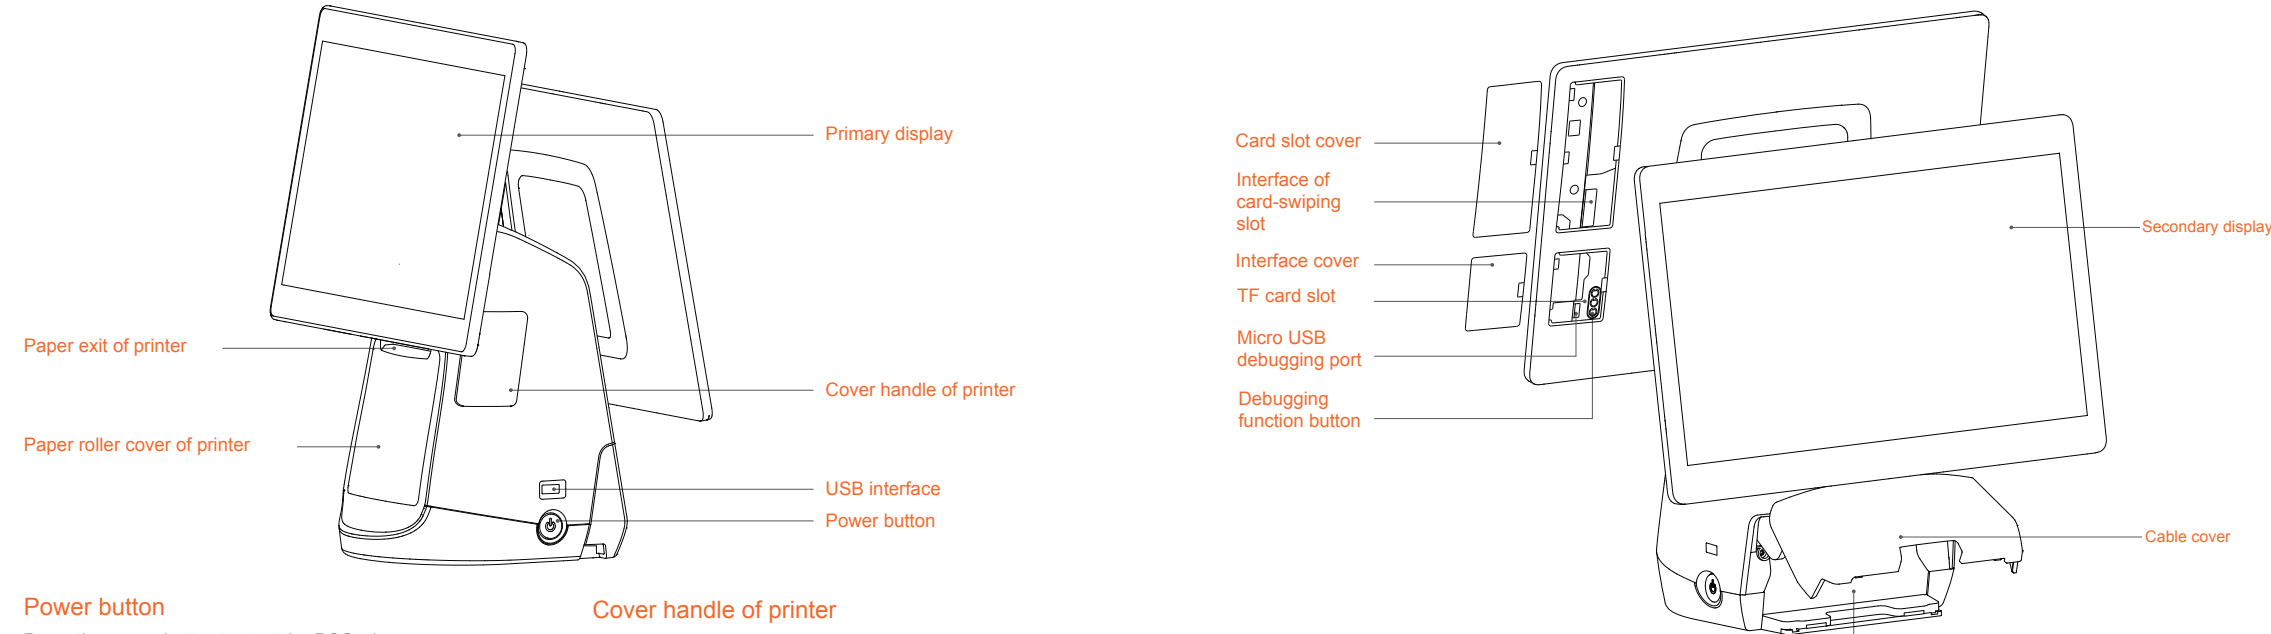 Primary display
Paper exit of printer
Cover handle of printer
Paper roller cover of printer
USB interface
Power button
Card slot cover
Interface of
card-swiping
slot
Secondary display
Interface cover
TF card slot
Micro USB
debugging port
Debugging
function button
Cable cover
Power button
Cover handle of printer